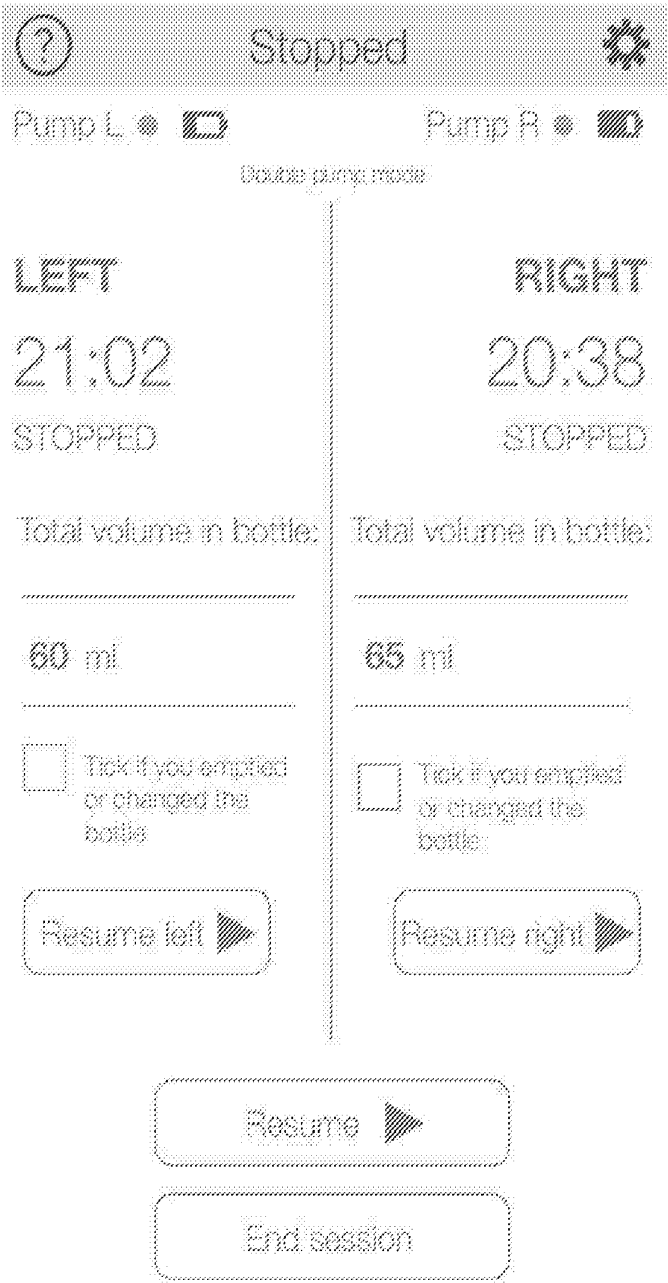 ?
Stopped
Pump L
Pump R
Double pump mode
LEFT
21:02
STOPPED
Total volume in bottle:
60 ml
Tick if you emptied
or changed the
bottle
Resume left
RIGHT
20:38
STOPPED
Total volume in bottle:
65 ml
Tick if you emptied
or changed the
bottle
Resume right
Resume
End session